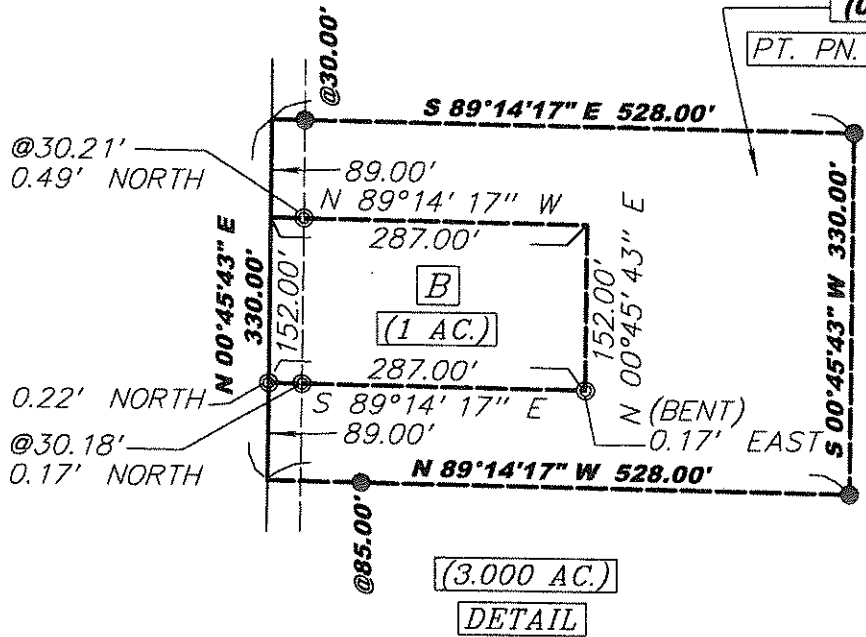 (0
PT. PN.
@30.00'
S 89°14'17" E 528.00'
@30.21'
0.49' NORTH
89.00'
N 89°14' 17" W
287.00'
N 00°45'43" E
330.00'
152.00'
B
(1 AC.)
152.00'
N 00°45' 43" E
S 00°45'43" W 330.00'
287.00'
0.22' NORTH
S 89°14' 17" E
(BENT)
0.17' EAST
@30.18'
0.17' NORTH
89.00'
N 89°14'17" W 528.00'
@85.00'
(3.000 AC.)
DETAIL